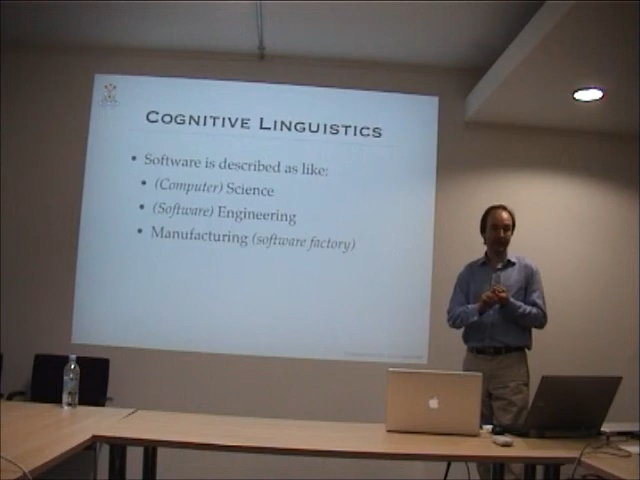 COGNITIVE LINGUISTICS
• Software is described as like:
• (Computer) Science
• (Software) Engineering
• Manufacturing (software factory)